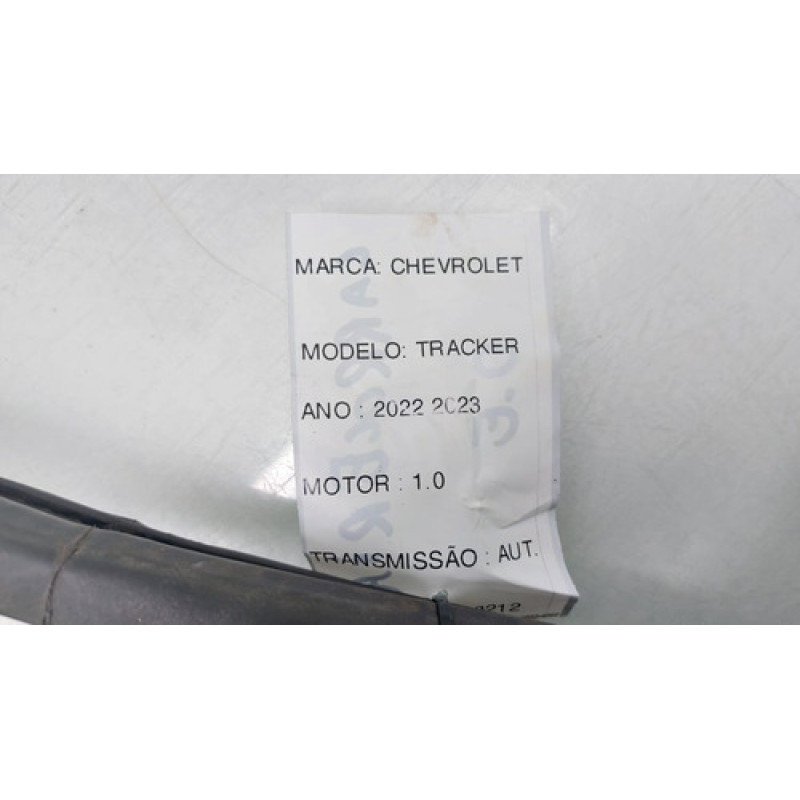 MARCA: CHEVROLET
MODELO: TRACKER
ANO : 2022 2023
MOTOR : 1.0
TRANSMISSÃO : AUT.